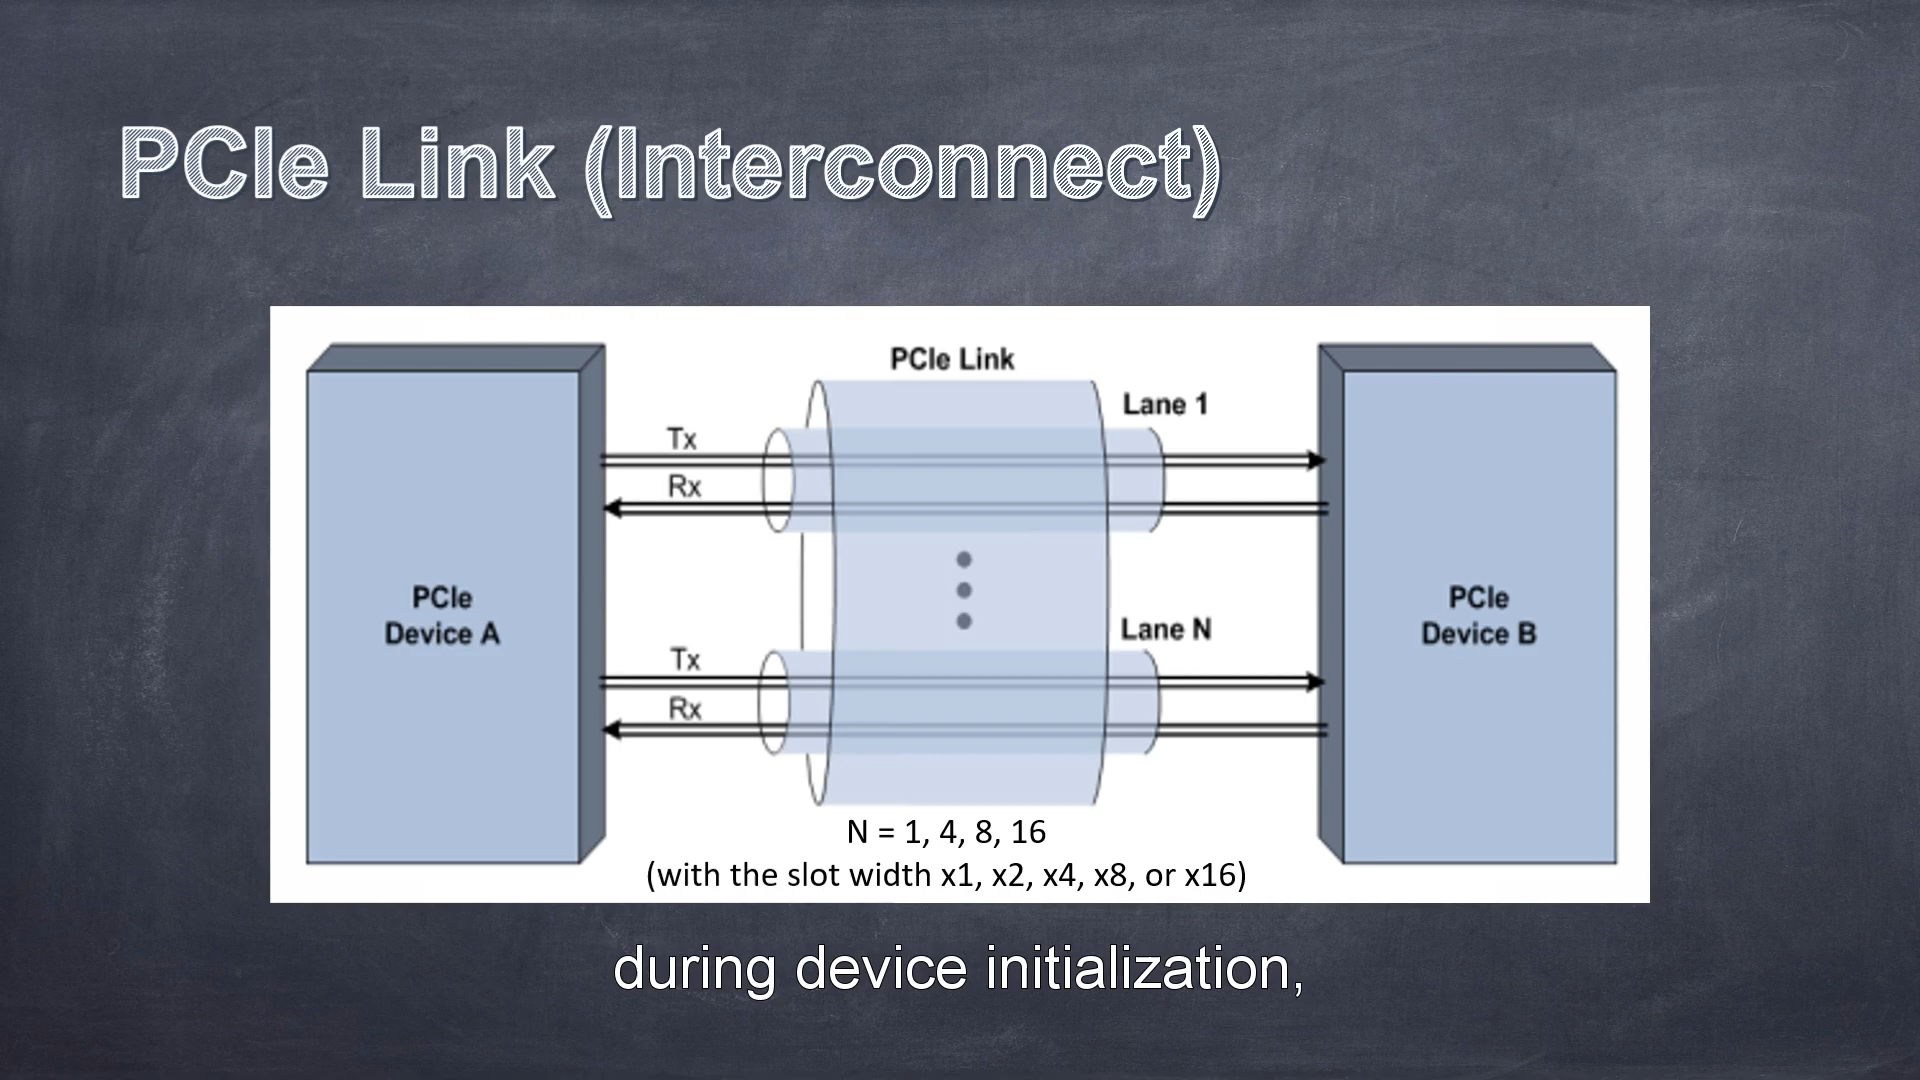 PCIe Link (Interconnect)
PCIe Link
Lane 1
Tx
Rx
PCIe
Device A
PCIe
Device B
Lane N
Tx
Rx
N = 1, 4, 8, 16
(with the slot width x1, x2, x4, x8, or x16)
during device initialization,